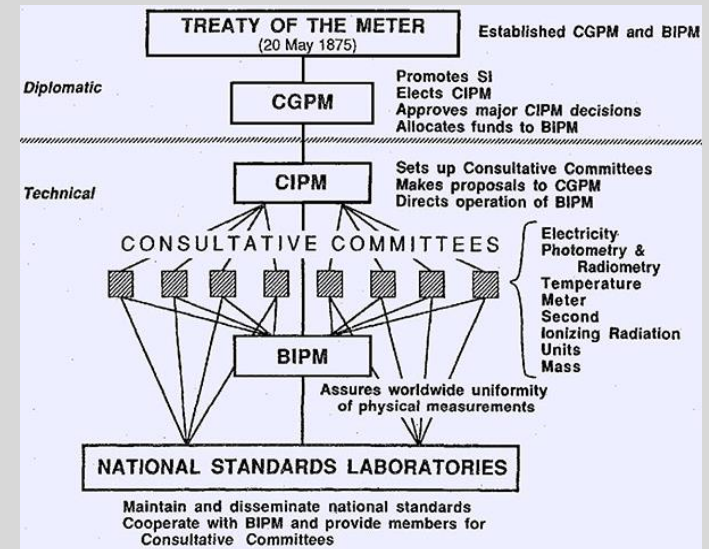 TREATY OF THE METER
(20 May 1875)
Established CGPM and BIPM
Diplomatic
CGPM
Promotes SI
Elects CIPM
Approves major CIPM decisions
Allocates funds to BIPM
Technical
CIPM
Sets up Consultative Committees
Makes proposals to CGPM
Directs operation of BIPM
CONSULTATIVE COMMITTEES
Electricity
Photometry &
Radiometry
Temperature
Meter
Second
Ionizing Radiation
Units
Mass
BIPM
Assures worldwide uniformity
of physical measurements
NATIONAL STANDARDS LABORATORIES
Maintain and disseminate national standards
Cooperate with BIPM and provide members for
Consultative Committees